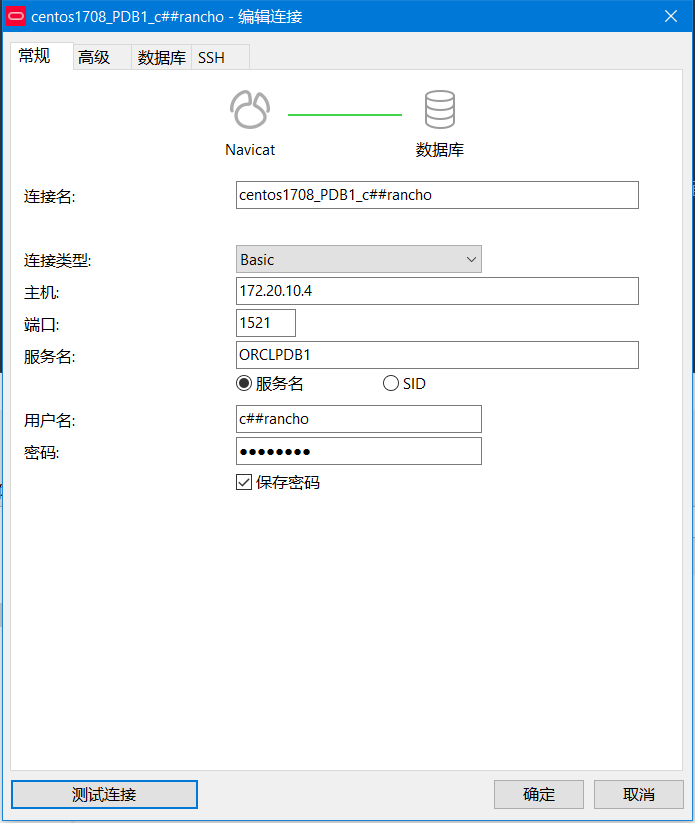 centos1708_PDB1_c##rancho - 编辑连接
常规 高级 数据库 SSH
Navicat 数据库
连接名: centos1708_PDB1_c##rancho
连接类型: Basic
主机: 172.20.10.4
端口: 1521
服务名: ORCLPDB1
服务名 SID
用户名: c##rancho
密码: ●●●●●●●●
保存密码
测试连接 确定 取消